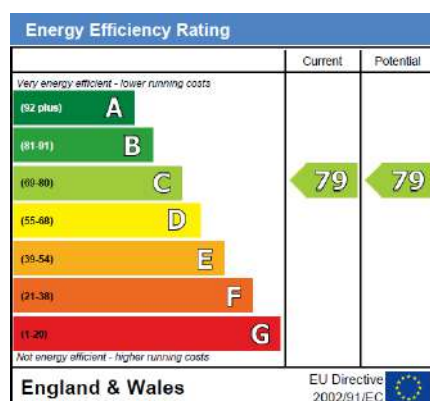 Energy Efficiency Rating
Current Potential
Very energy efficient - lower running costs
(92 plus) A
(81-91) B
(69-80) C 79 79
(55-68) D
(39-54) E
(21-38) F
(1-20) G
Not energy efficient - higher running costs
England & Wales
EU Directive
2002/91/EC